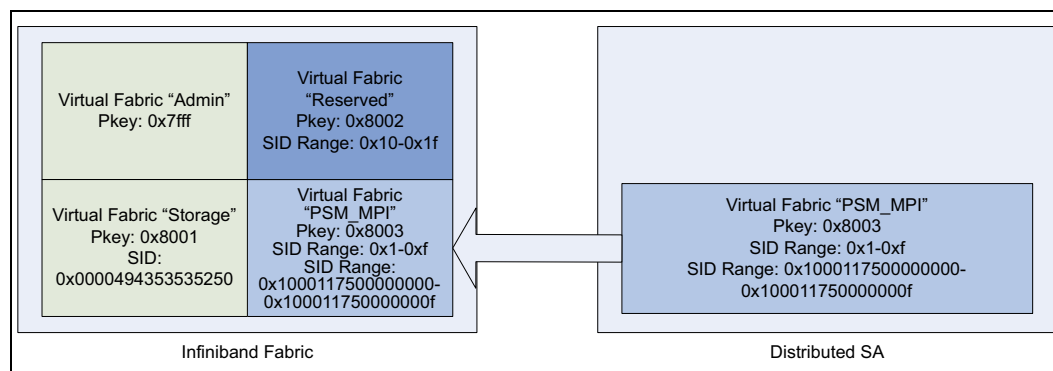 Virtual Fabric “Admin”
Pkey: 0x7fff
Virtual Fabric
“Reserved”
Pkey: 0x8002
SID Range: 0x10-0x1f
Virtual Fabric “Storage”
Pkey: 0x8001
SID:
0x0000494353535250
Virtual Fabric
“PSM_MPI”
Pkey: 0x8003
SID Range: 0x1-0xf
SID Range:
0x1000117500000000-
0x100011750000000f
Virtual Fabric “PSM_MPI”
Pkey: 0x8003
SID Range: 0x1-0xf
SID Range: 0x1000117500000000-
0x100011750000000f
Infiniband Fabric
Distributed SA